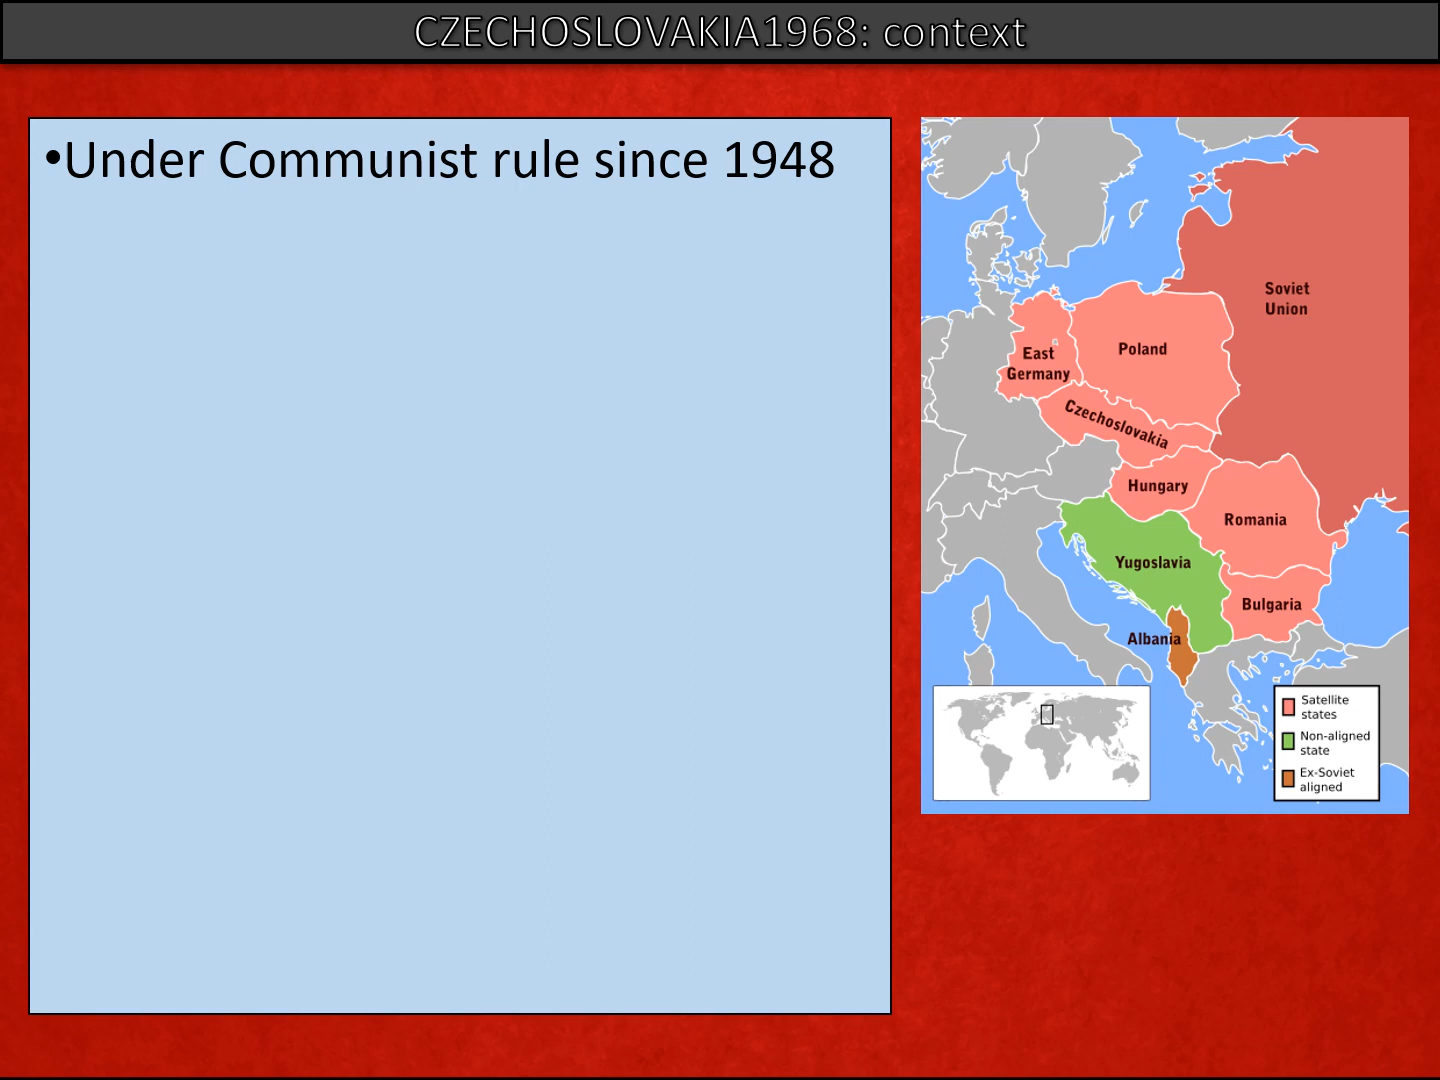 CZECHOSLOVAKIA1968: context
•Under Communist rule since 1948
Soviet
Union
East
Germany
Poland
Czechoslovakia
Hungary
Romania
Yugoslavia
Bulgaria
Albania
Satellite
states
Non-aligned
state
Ex-Soviet
aligned